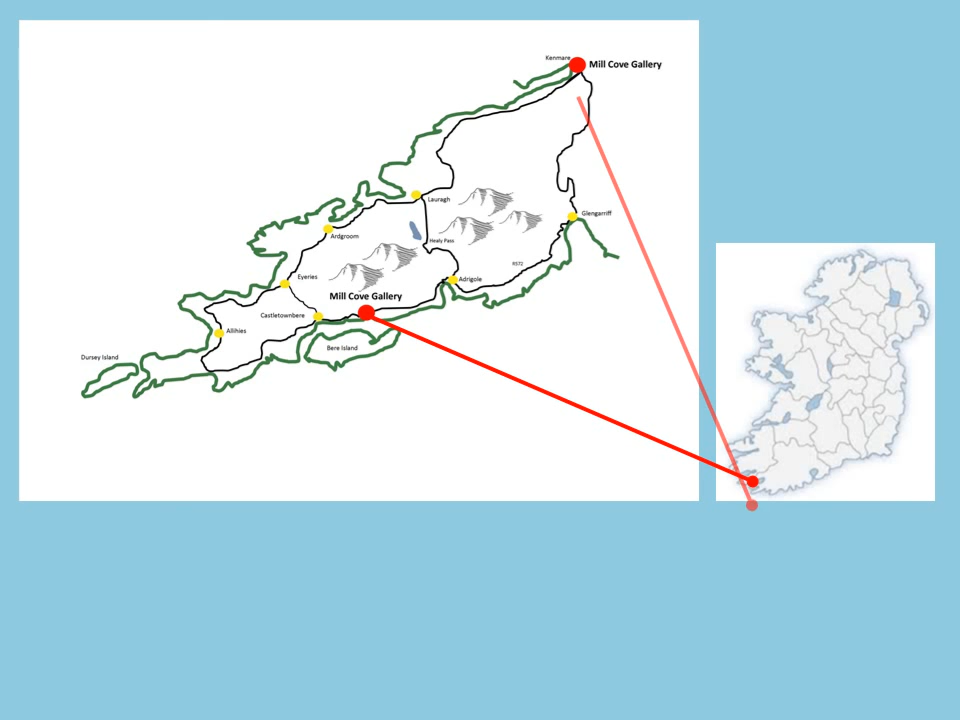 Kenmare
Mill Cove Gallery
Lauragh
Glengarriff
Ardgroom
Healy Pass
R572
Eyeries
Adrigole
Mill Cove Gallery
Castletownbere
Allihies
Bere Island
Dursey Island